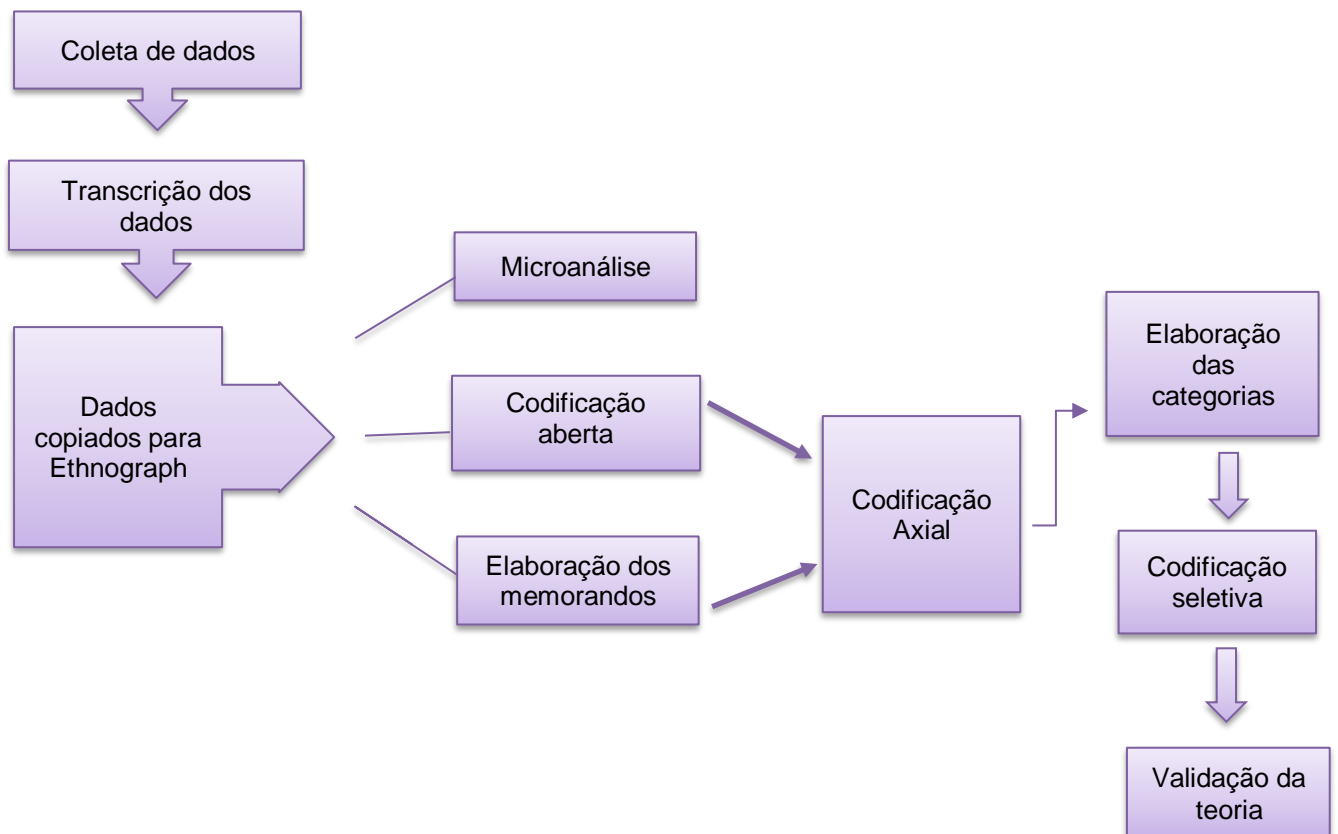 Coleta de dados
Transcrição dos
dados
Dados
copiados para
Ethnograph
Microanálise
Codificação
aberta
Elaboração dos
memorandos
Codificação
Axial
Elaboração
das
categorias
Codificação
seletiva
Validação da
teoria